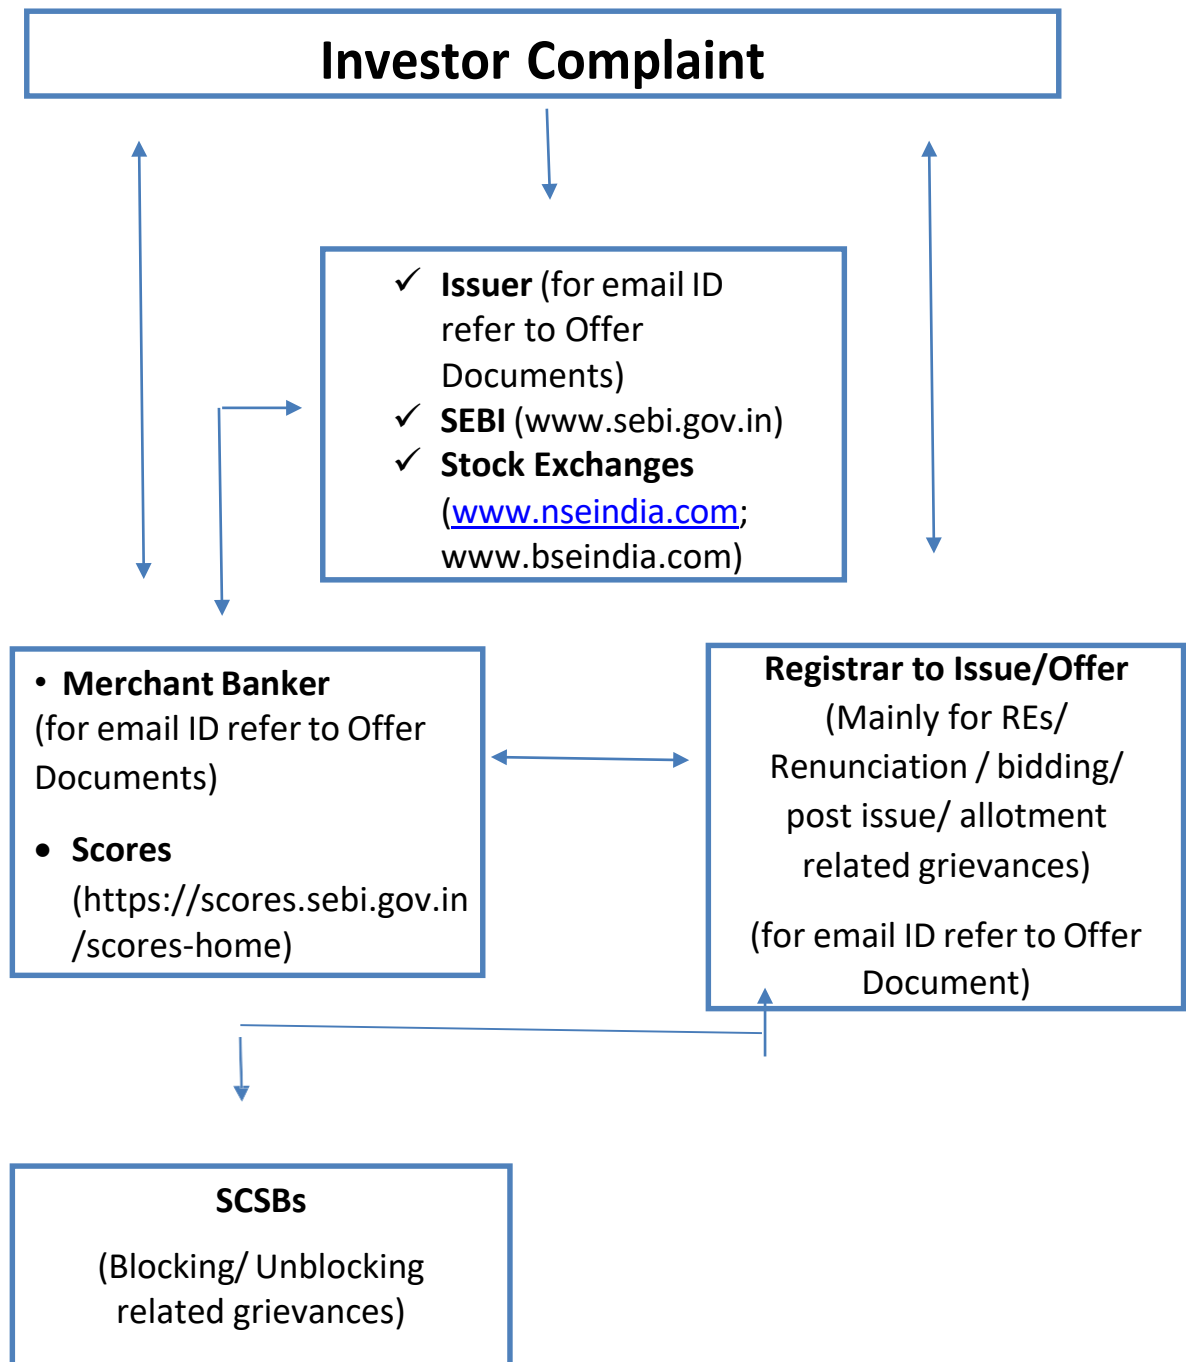 Investor Complaint
✓ Issuer (for email ID
refer to Offer
Documents)
✓ SEBI (www.sebi.gov.in)
✓ Stock Exchanges
(www.nseindia.com;
www.bseindia.com)
• Merchant Banker
(for email ID refer to Offer
Documents)
• Scores
(https://scores.sebi.gov.in
/scores-home)
Registrar to Issue/Offer
(Mainly for REs/
Renunciation / bidding/
post issue/ allotment
related grievances)
(for email ID refer to Offer
Document)
SCSBs
(Blocking/ Unblocking
related grievances)